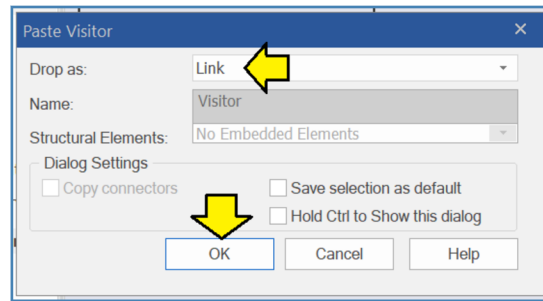 Paste Visitor
Drop as: Link
Name: Visitor
Structural Elements: No Embedded Elements
Dialog Settings
Copy connectors Save selection as default
Hold Ctrl to Show this dialog
OK Cancel Help